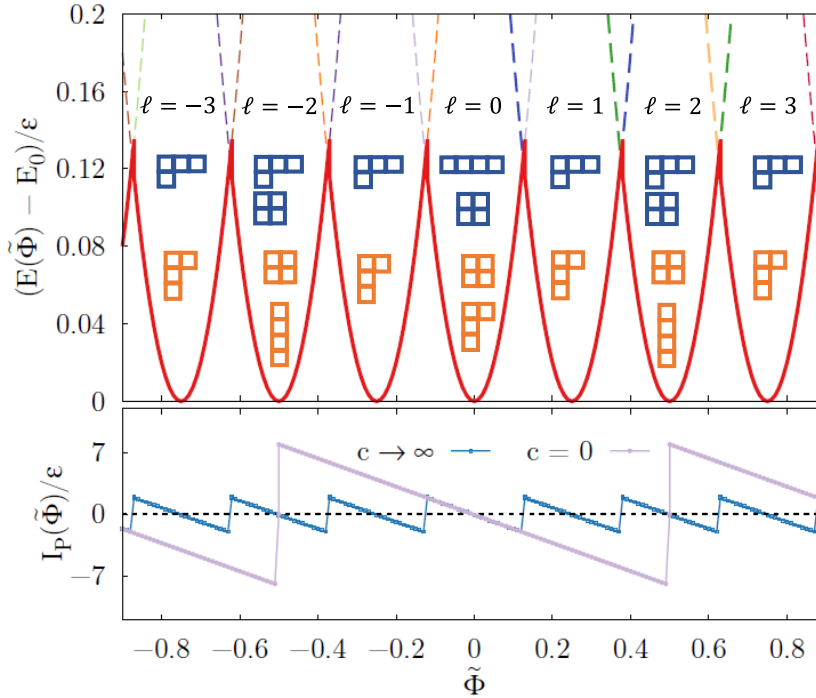 0.2
0.16
0.12
0.08
0.04
0
(E(Φ̃) − E₀)/ε
ℓ = −3 ℓ = −2 ℓ = −1 ℓ = 0 ℓ = 1 ℓ = 2 ℓ = 3
7
0
−7
I_P(Φ̃)/ε
c → ∞ c = 0
−0.8 −0.6 −0.4 −0.2 0 0.2 0.4 0.6 0.8
Φ̃